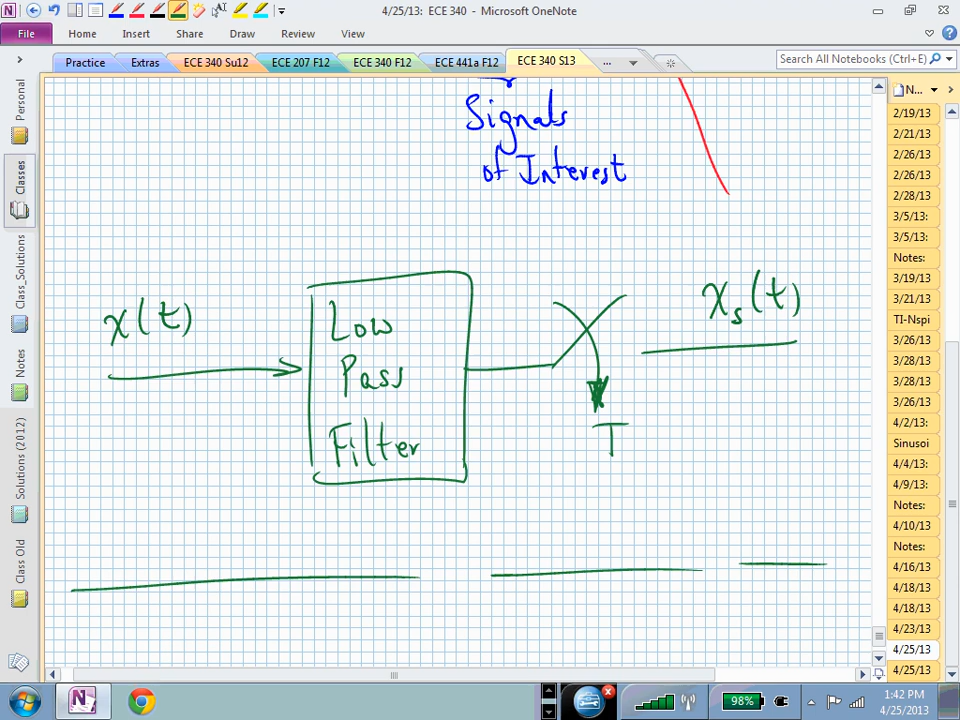 4/25/13: ECE 340 - Microsoft OneNote
File Home Insert Share Draw Review View
Practice Extras ECE 340 Su12 ECE 207 F12 ECE 340 F12 ECE 441a F12 ECE 340 S13 ...
Search All Notebooks (Ctrl+E)
N...
Personal
Classes
Class_Solutions
Notes
Solutions (2012)
Class Old
Signals
of Interest
x(t)
Low
Pass
Filter
T
xₛ(t)
2/19/13
2/21/13
2/26/13
2/26/13
2/28/13
3/5/13:
3/5/13:
Notes:
3/19/13
3/21/13
TI-Nspi
3/26/13
3/28/13
3/28/13
3/26/13
4/2/13:
Sinusoi
4/4/13:
4/9/13:
Notes:
4/10/13
Notes:
4/16/13
4/18/13
4/18/13
4/23/13
4/25/13
4/25/13
98%
1:42 PM
4/25/2013